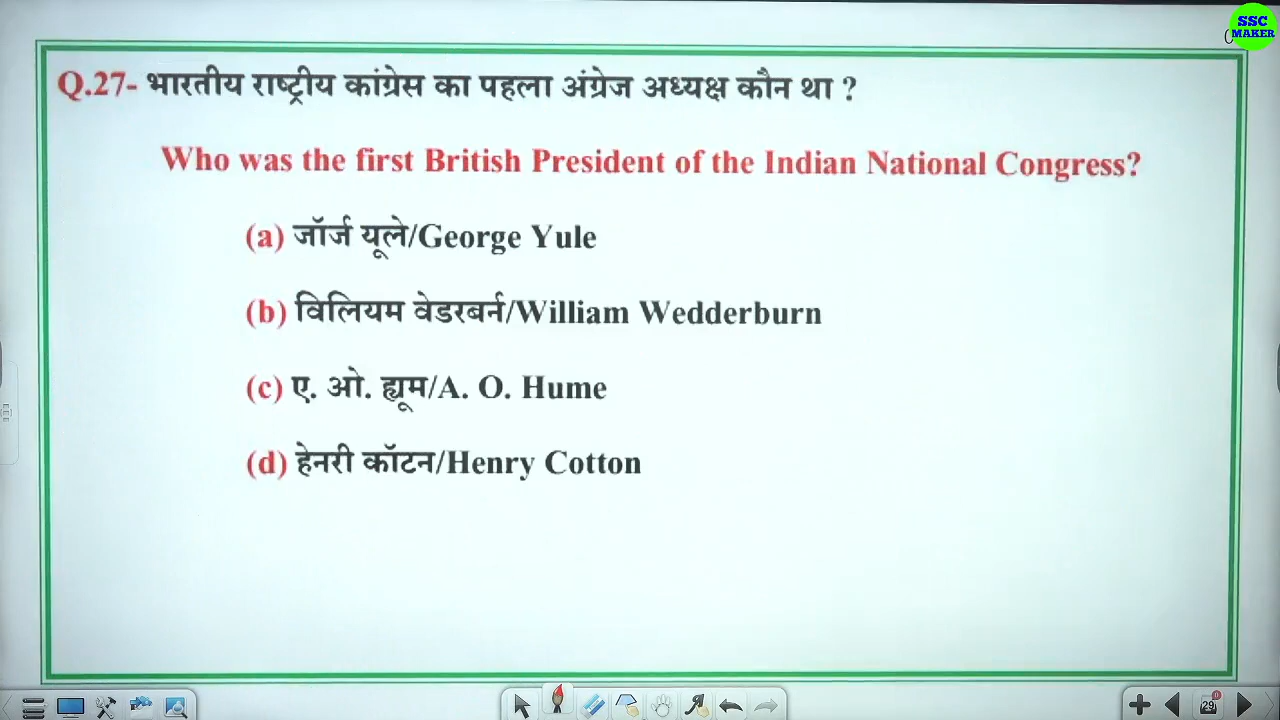 SSC
MAKER
Q.27- भारतीय राष्ट्रीय कांग्रेस का पहला अंग्रेज अध्यक्ष कौन था ?
Who was the first British President of the Indian National Congress?
(a) जॉर्ज यूले/George Yule
(b) विलियम वेडरबर्न/William Wedderburn
(c) ए. ओ. ह्यूम/A. O. Hume
(d) हेनरी कॉटन/Henry Cotton
29